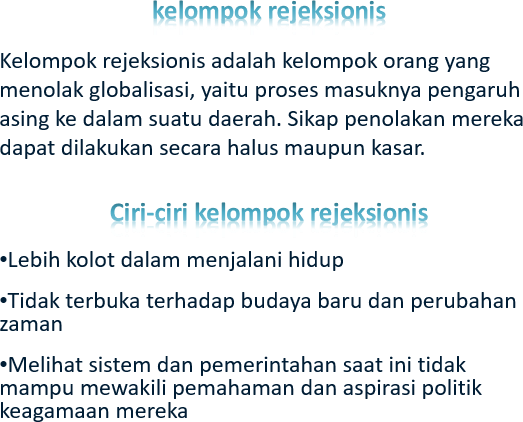 kelompok rejeksionis
Kelompok rejeksionis adalah kelompok orang yang
menolak globalisasi, yaitu proses masuknya pengaruh
asing ke dalam suatu daerah. Sikap penolakan mereka
dapat dilakukan secara halus maupun kasar.
Ciri-ciri kelompok rejeksionis
•Lebih kolot dalam menjalani hidup
•Tidak terbuka terhadap budaya baru dan perubahan
zaman
•Melihat sistem dan pemerintahan saat ini tidak
mampu mewakili pemahaman dan aspirasi politik
keagamaan mereka